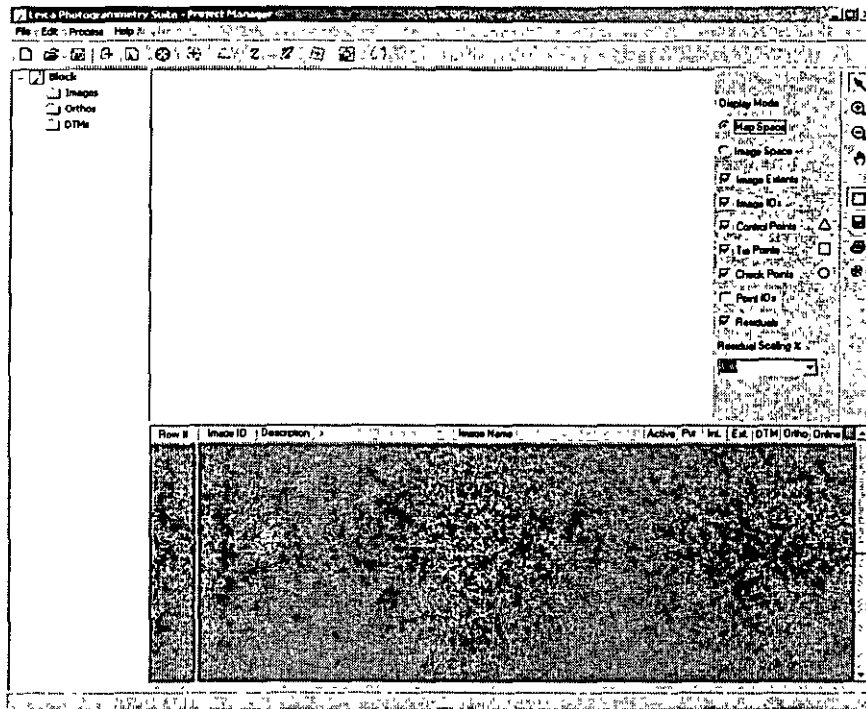 Leica Photogrammetry Suite - Project Manager
File Edit Process Help
Block
Images
Orthos
DTMs
Display Mode
Map Space
Image Space
Image Extents
Image IDs
Control Points
Tie Points
Check Points
Point IDs
Residuals
Residual Scaling %
Row # Image ID Description > Image Name Active Pyr. Int. Ext. DTM Ortho Online